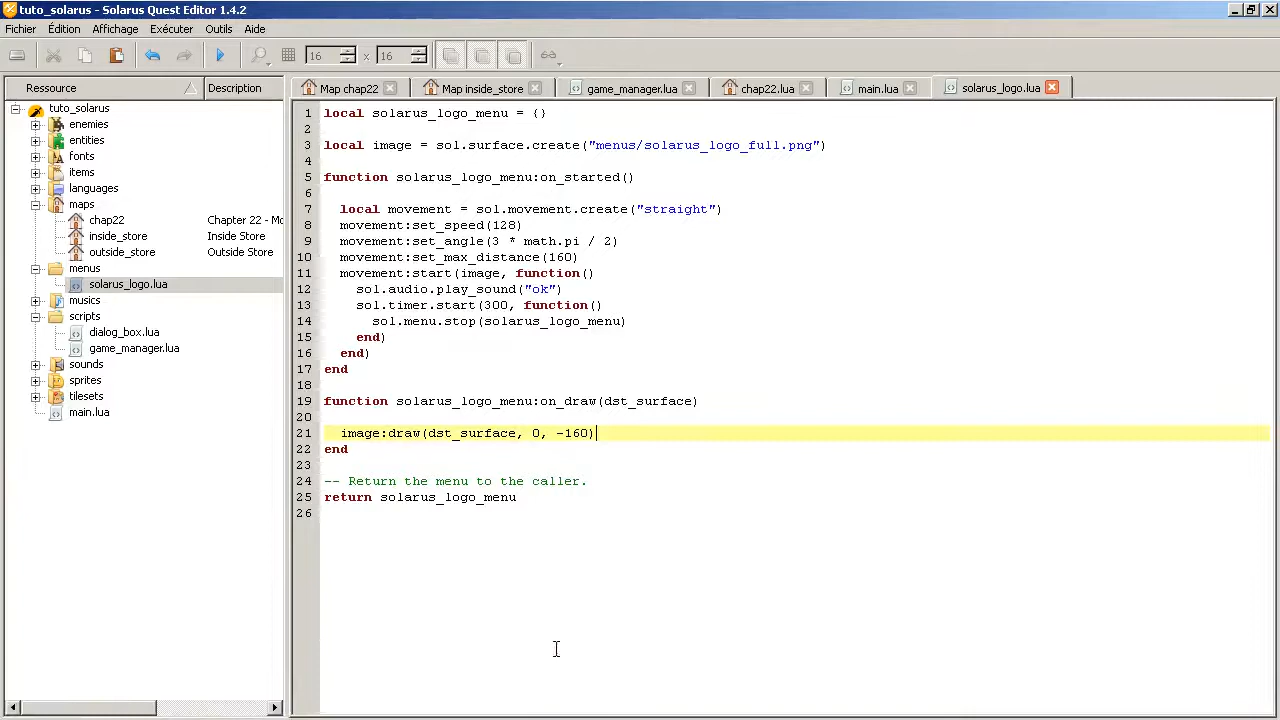 tuto_solarus - Solarus Quest Editor 1.4.2
Fichier Édition Affichage Exécuter Outils Aide
16 x 16
Ressource Description
tuto_solarus
enemies
entities
fonts
items
languages
maps
chap22 Chapter 22 - Mo
inside_store Inside Store
outside_store Outside Store
menus
solarus_logo.lua
musics
scripts
dialog_box.lua
game_manager.lua
sounds
sprites
tilesets
main.lua
Map chap22 Map inside_store game_manager.lua chap22.lua main.lua solarus_logo.lua
1 local solarus_logo_menu = {}
2
3 local image = sol.surface.create("menus/solarus_logo_full.png")
4
5 function solarus_logo_menu:on_started()
6
7 local movement = sol.movement.create("straight")
8 movement:set_speed(128)
9 movement:set_angle(3 * math.pi / 2)
10 movement:set_max_distance(160)
11 movement:start(image, function()
12 sol.audio.play_sound("ok")
13 sol.timer.start(300, function()
14 sol.menu.stop(solarus_logo_menu)
15 end)
16 end)
17 end
18
19 function solarus_logo_menu:on_draw(dst_surface)
20
21 image:draw(dst_surface, 0, -160)
22 end
23
24 -- Return the menu to the caller.
25 return solarus_logo_menu
26